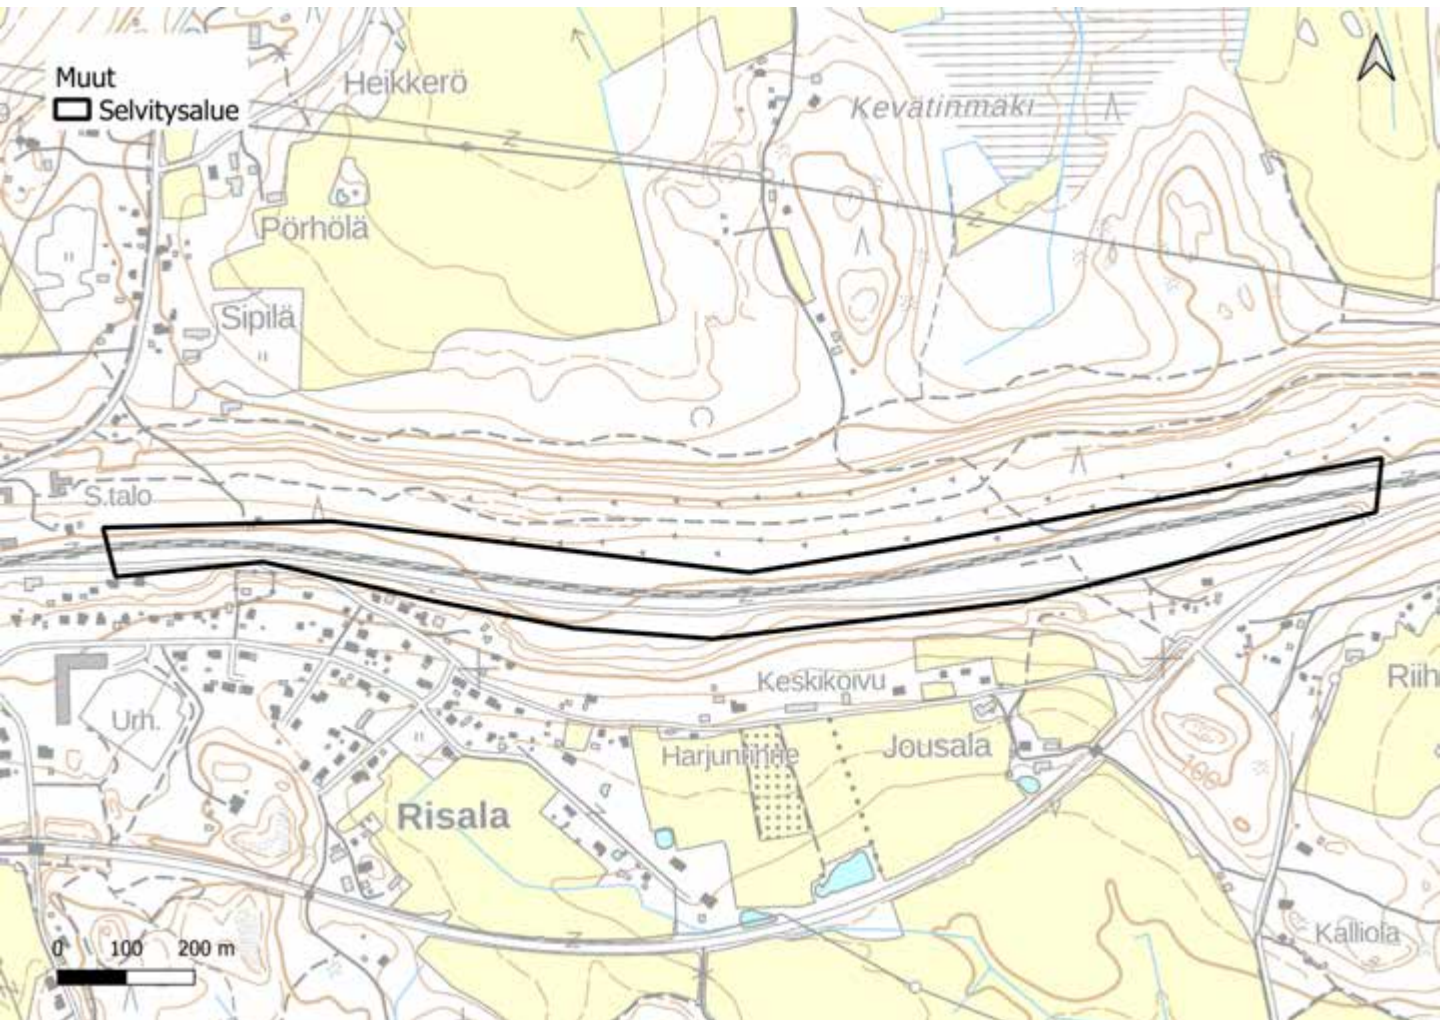 Muut
Selvitysalue
Heikkerö
Kevätinmäki
Pörhölä
Sipilä
S.talo
Keskikoivu
Riih
Urh.
Harjunrinne
Jousala
100
Risala
Kalliola
0 100 200 m